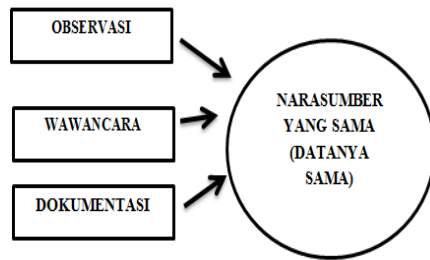 OBSERVASI
WAWANCARA
DOKUMENTASI
NARASUMBER
YANG SAMA
(DATANYA
SAMA)